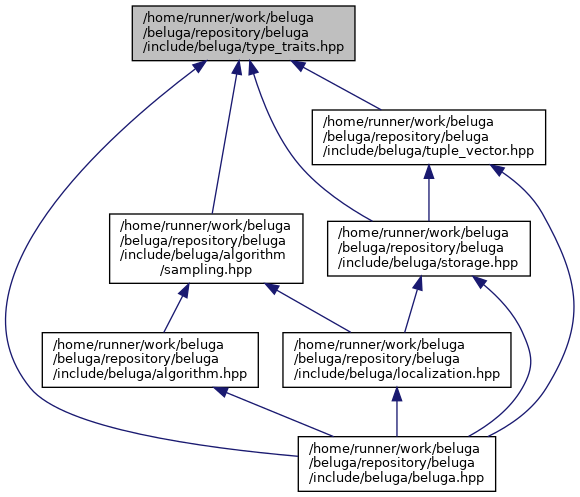 /home/runner/work/beluga
/beluga/repository/beluga
/include/beluga/type_traits.hpp
/home/runner/work/beluga
/beluga/repository/beluga
/include/beluga/tuple_vector.hpp
/home/runner/work/beluga
/beluga/repository/beluga
/include/beluga/algorithm
/sampling.hpp
/home/runner/work/beluga
/beluga/repository/beluga
/include/beluga/storage.hpp
/home/runner/work/beluga
/beluga/repository/beluga
/include/beluga/algorithm.hpp
/home/runner/work/beluga
/beluga/repository/beluga
/include/beluga/localization.hpp
/home/runner/work/beluga
/beluga/repository/beluga
/include/beluga/beluga.hpp